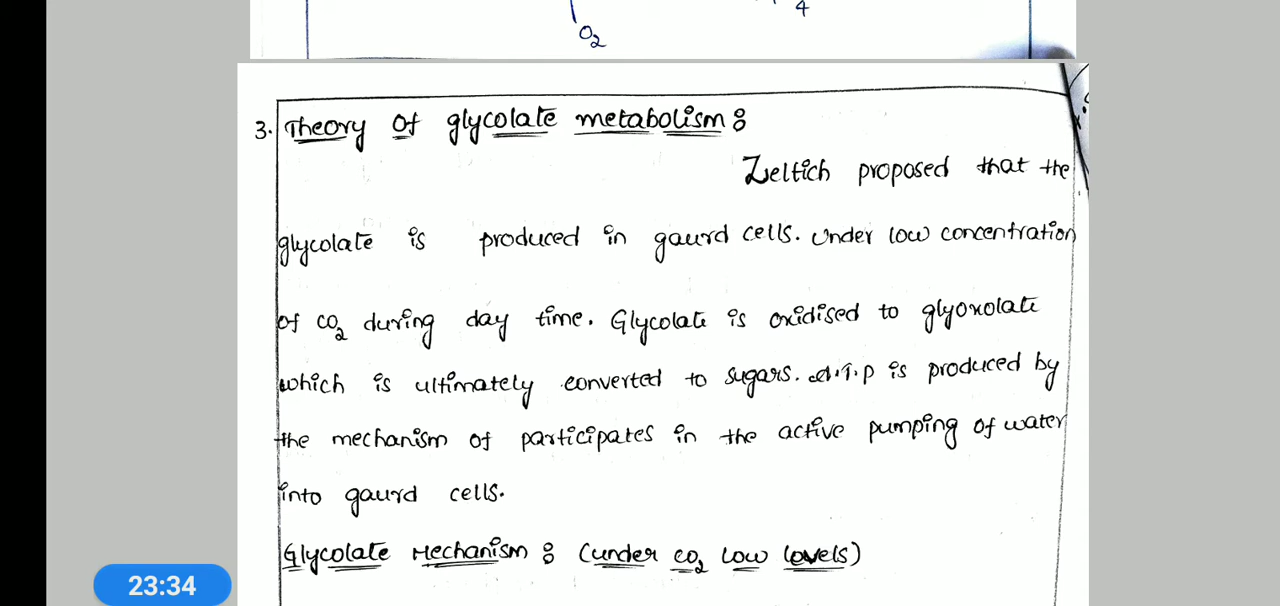 4
O2
3. Theory of glycolate metabolism :
Zeltich proposed that the
glycolate is produced in gaurd cells. under low concentration
of CO2 during day time. Glycolate is oxidised to glyoxolate
which is ultimately converted to sugars. A.T.P is produced by
the mechanism of participates in the active pumping of water
into gaurd cells.
Glycolate Mechanism : (under CO2 low levels)
23:34